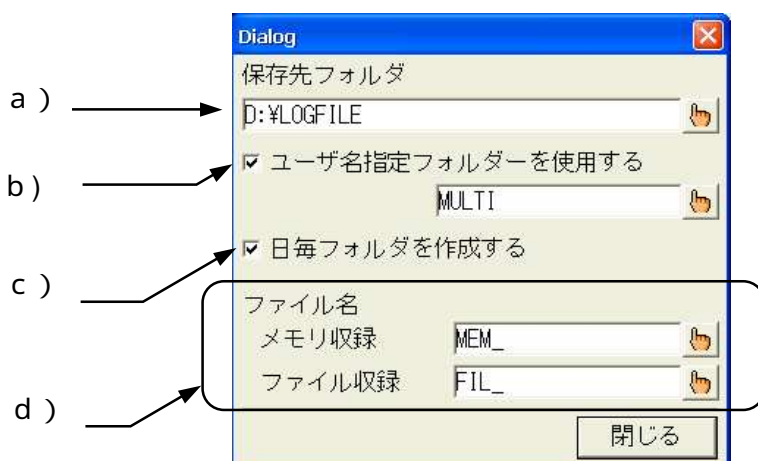 Dialog
保存先フォルダ
a )
D:¥LOGFILE
b )
ユーザ名指定フォルダーを使用する
MULTI
c )
日毎フォルダを作成する
ファイル名
メモリ収録 MEM_
ファイル収録 FIL_
d )
閉じる